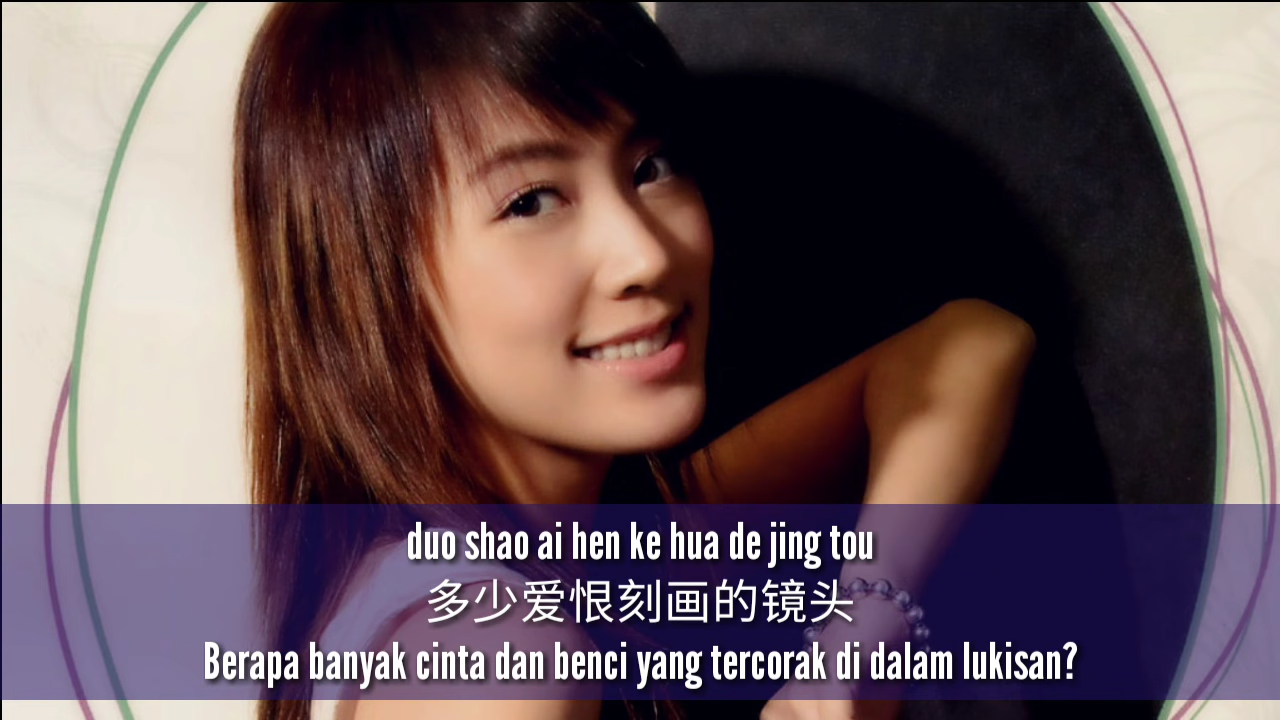 duo shao ai hen ke hua de jing tou
多少爱恨刻画的镜头
Berapa banyak cinta dan benci yang tercorak di dalam lukisan?